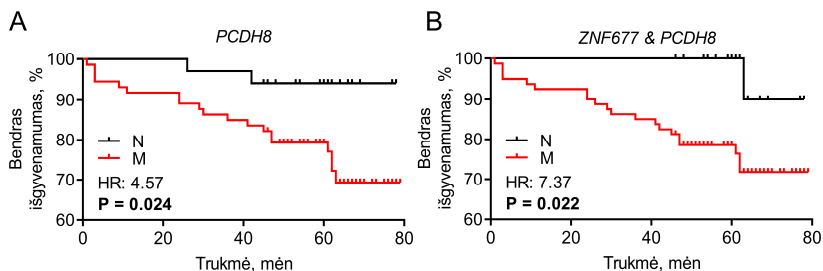 A
PCDH8
Bendras
išgyvenamumas, %
100
90
80
70
60
N
M
HR: 4.57
P = 0.024
0
20
40
60
80
Trukmė, mėn
B
ZNF677 & PCDH8
Bendras
išgyvenamumas, %
100
90
80
70
60
N
M
HR: 7.37
P = 0.022
0
20
40
60
80
Trukmė, mėn